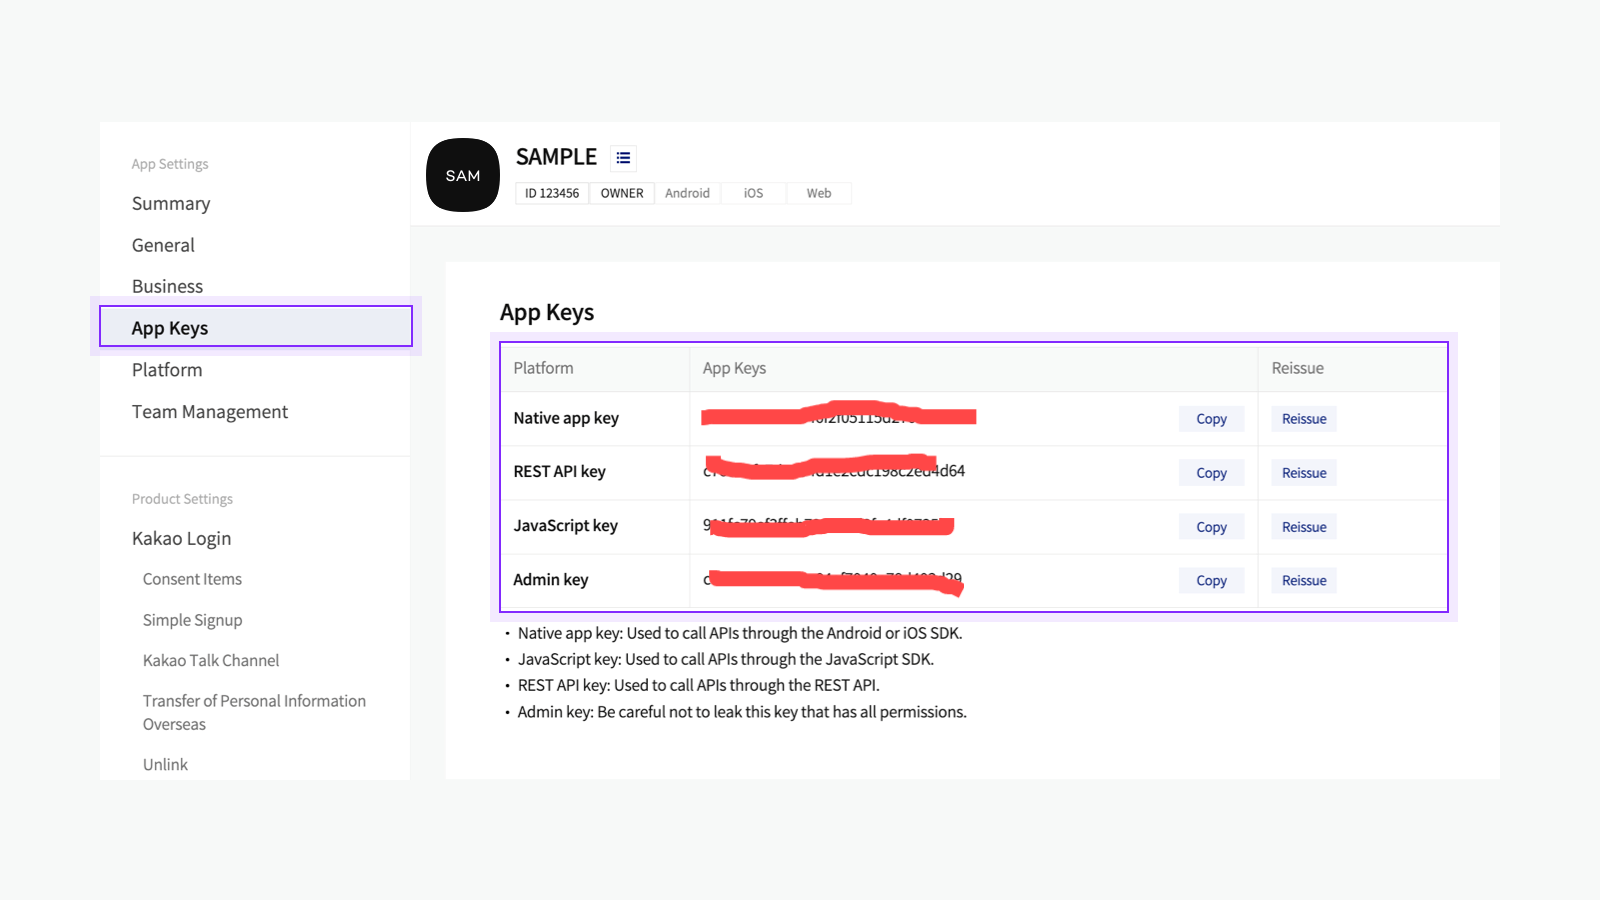 App Settings
Summary
General
Business
App Keys
Platform
Team Management
Product Settings
Kakao Login
Consent Items
Simple Signup
Kakao Talk Channel
Transfer of Personal Information
Overseas
Unlink
SAM
SAMPLE
ID 123456 OWNER Android iOS Web
App Keys
Platform App Keys Reissue
Native app key Copy Reissue
REST API key Copy Reissue
JavaScript key Copy Reissue
Admin key Copy Reissue
• Native app key: Used to call APIs through the Android or iOS SDK.
• JavaScript key: Used to call APIs through the JavaScript SDK.
• REST API key: Used to call APIs through the REST API.
• Admin key: Be careful not to leak this key that has all permissions.